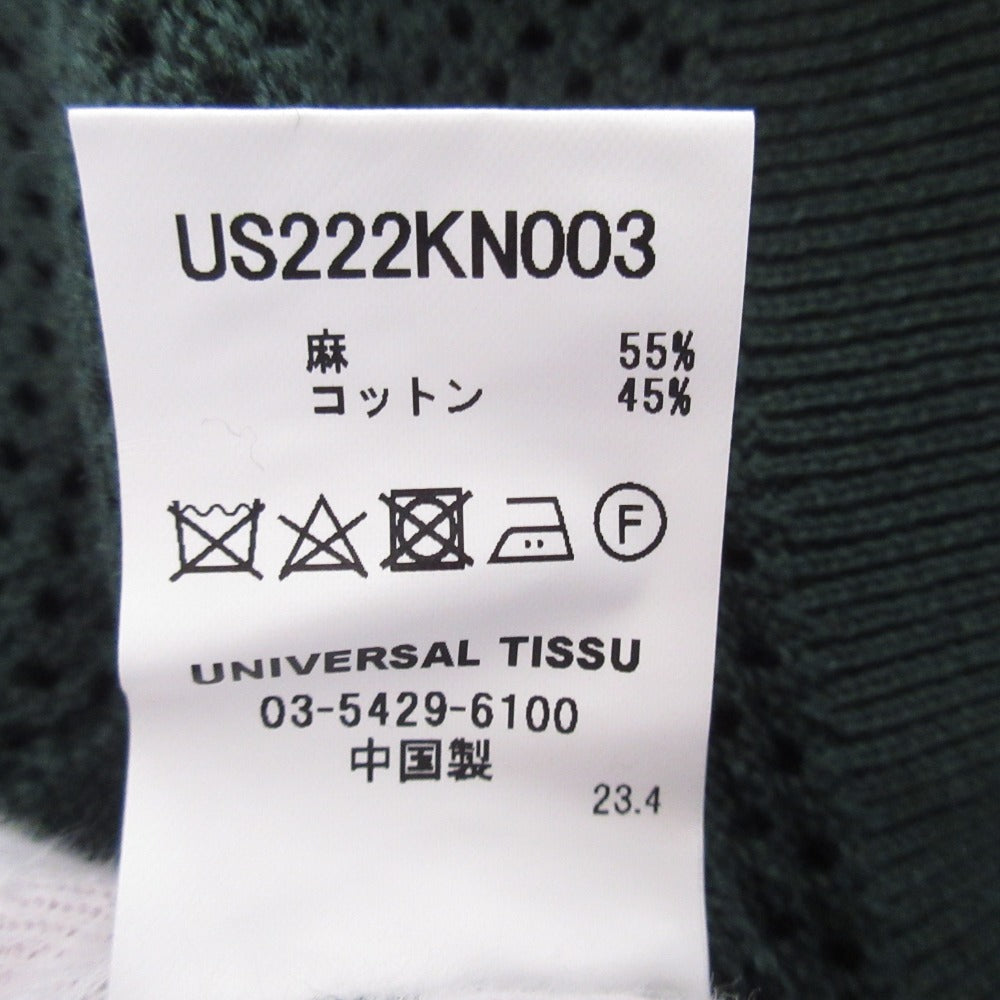 US222KN003
麻 55%
コットン 45%
F
UNIVERSAL TISSU
03-5429-6100
中国製
23.4